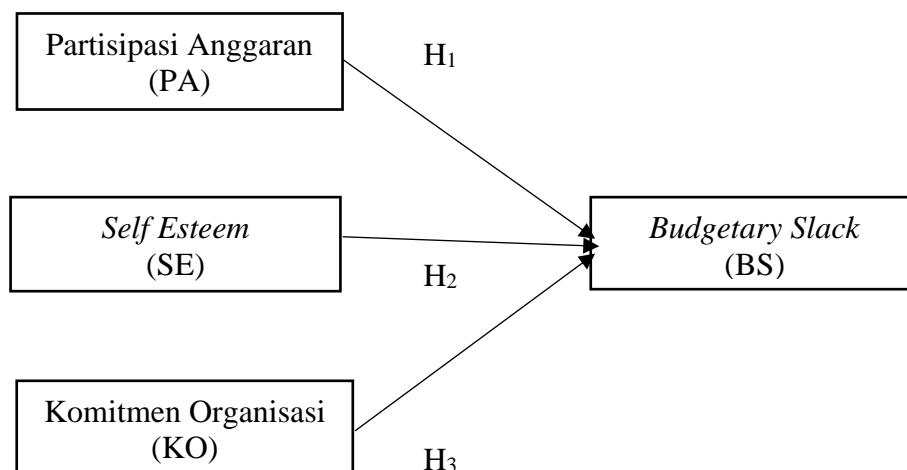 Partisipasi Anggaran
(PA)
H1
Self Esteem
(SE)
H2
Budgetary Slack
(BS)
Komitmen Organisasi
(KO)
H3